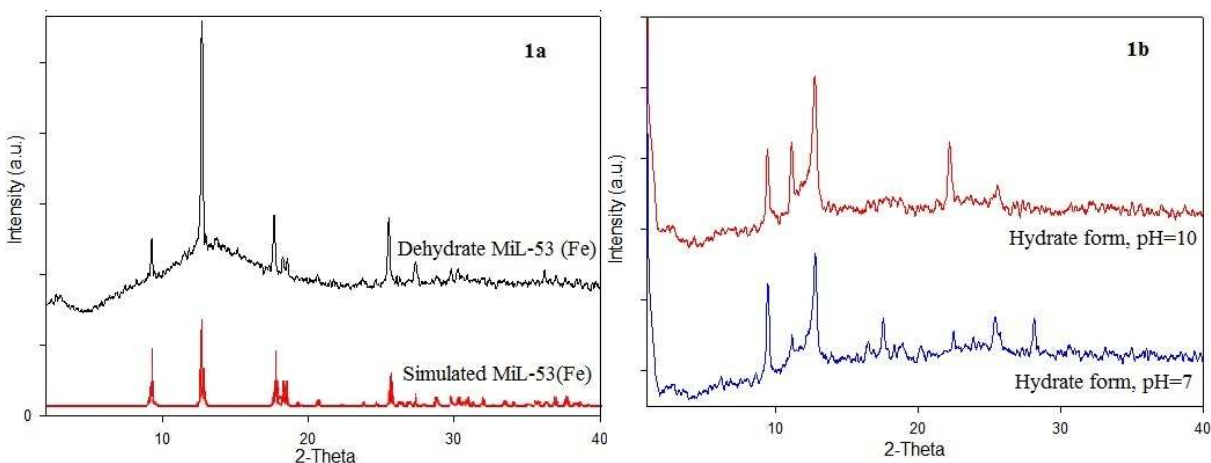 1a
Intensity (a.u.)
Dehydrate MiL-53 (Fe)
Simulated MiL-53(Fe)
0
10
20
30
40
2-Theta
1b
Intensity (a.u.)
Hydrate form, pH=10
Hydrate form, pH=7
10
20
30
40
2-Theta